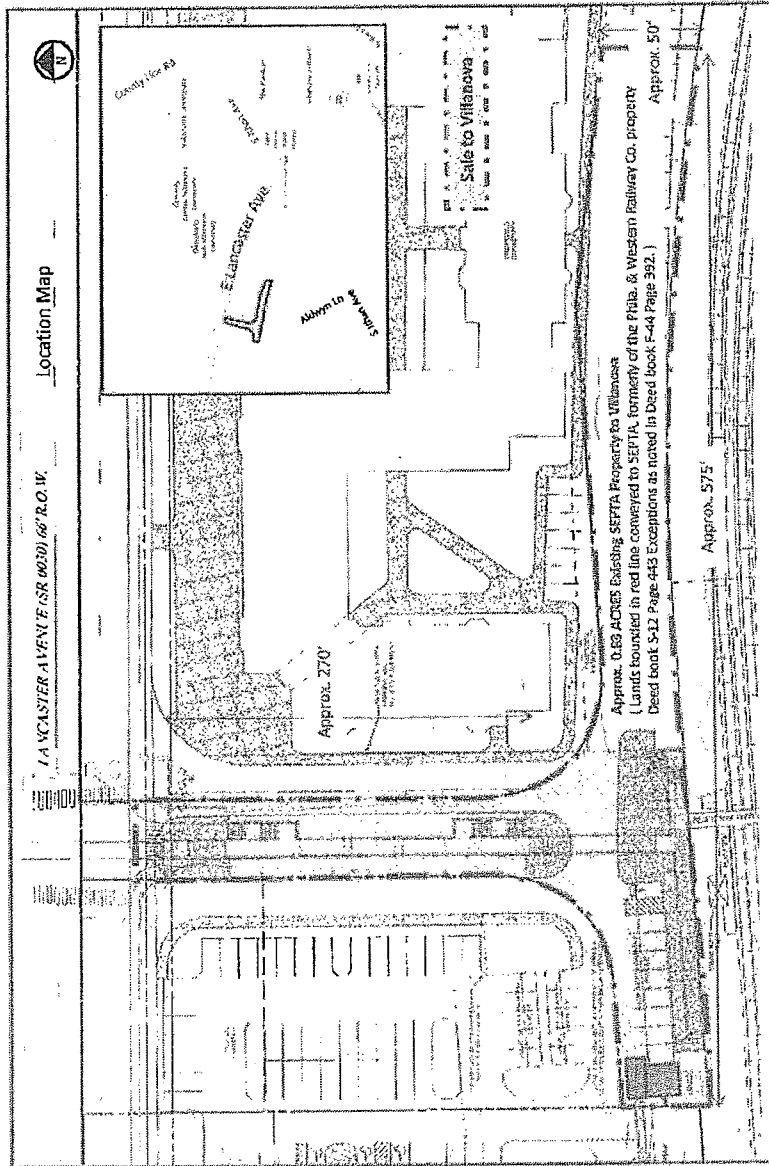 LANCASTER AVENUE (SR 0030) 66' R.O.W.
Location Map
N
County Line Rd
E Lancaster Ave
Aldwyn Ln
S Ithan Ave
S Ithan Ave
Sale to Villanova
Approx. 270'
Approx. 0.86 ACRES Existing SEPTA Property to Villanova
( Lands bounded in red line conveyed to SEPTA, formerly of the Phila. & Western Railway Co. property
Deed book S-12 Page 443 Exceptions as noted in Deed book F-44 Page 392. )
Approx. 50'
Approx. 575'